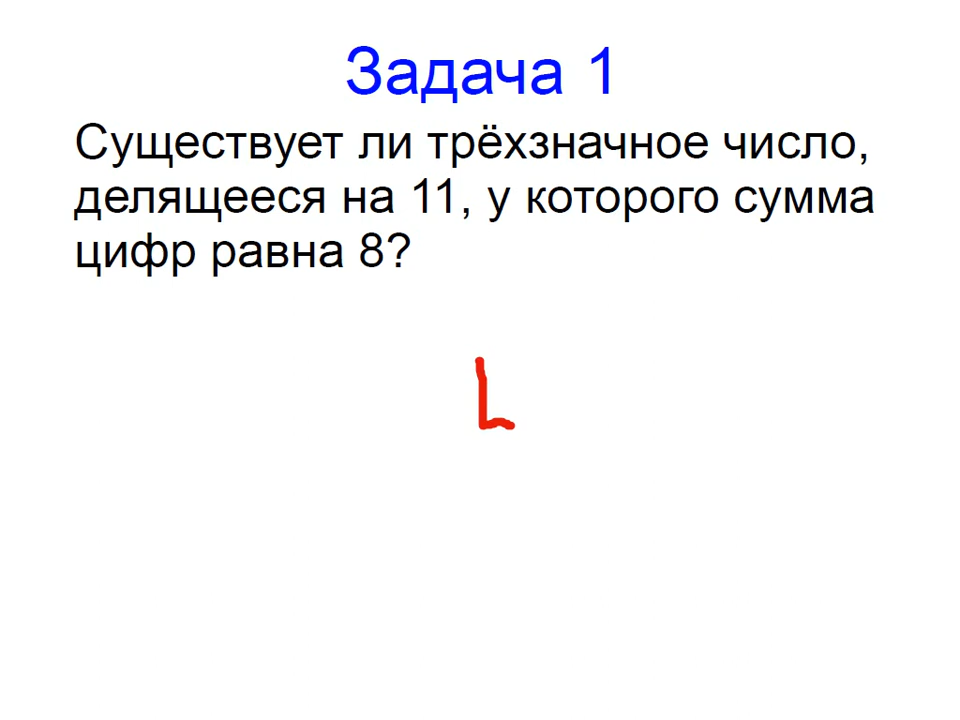 Задача 1
Существует ли трёхзначное число,
делящееся на 11, у которого сумма
цифр равна 8?